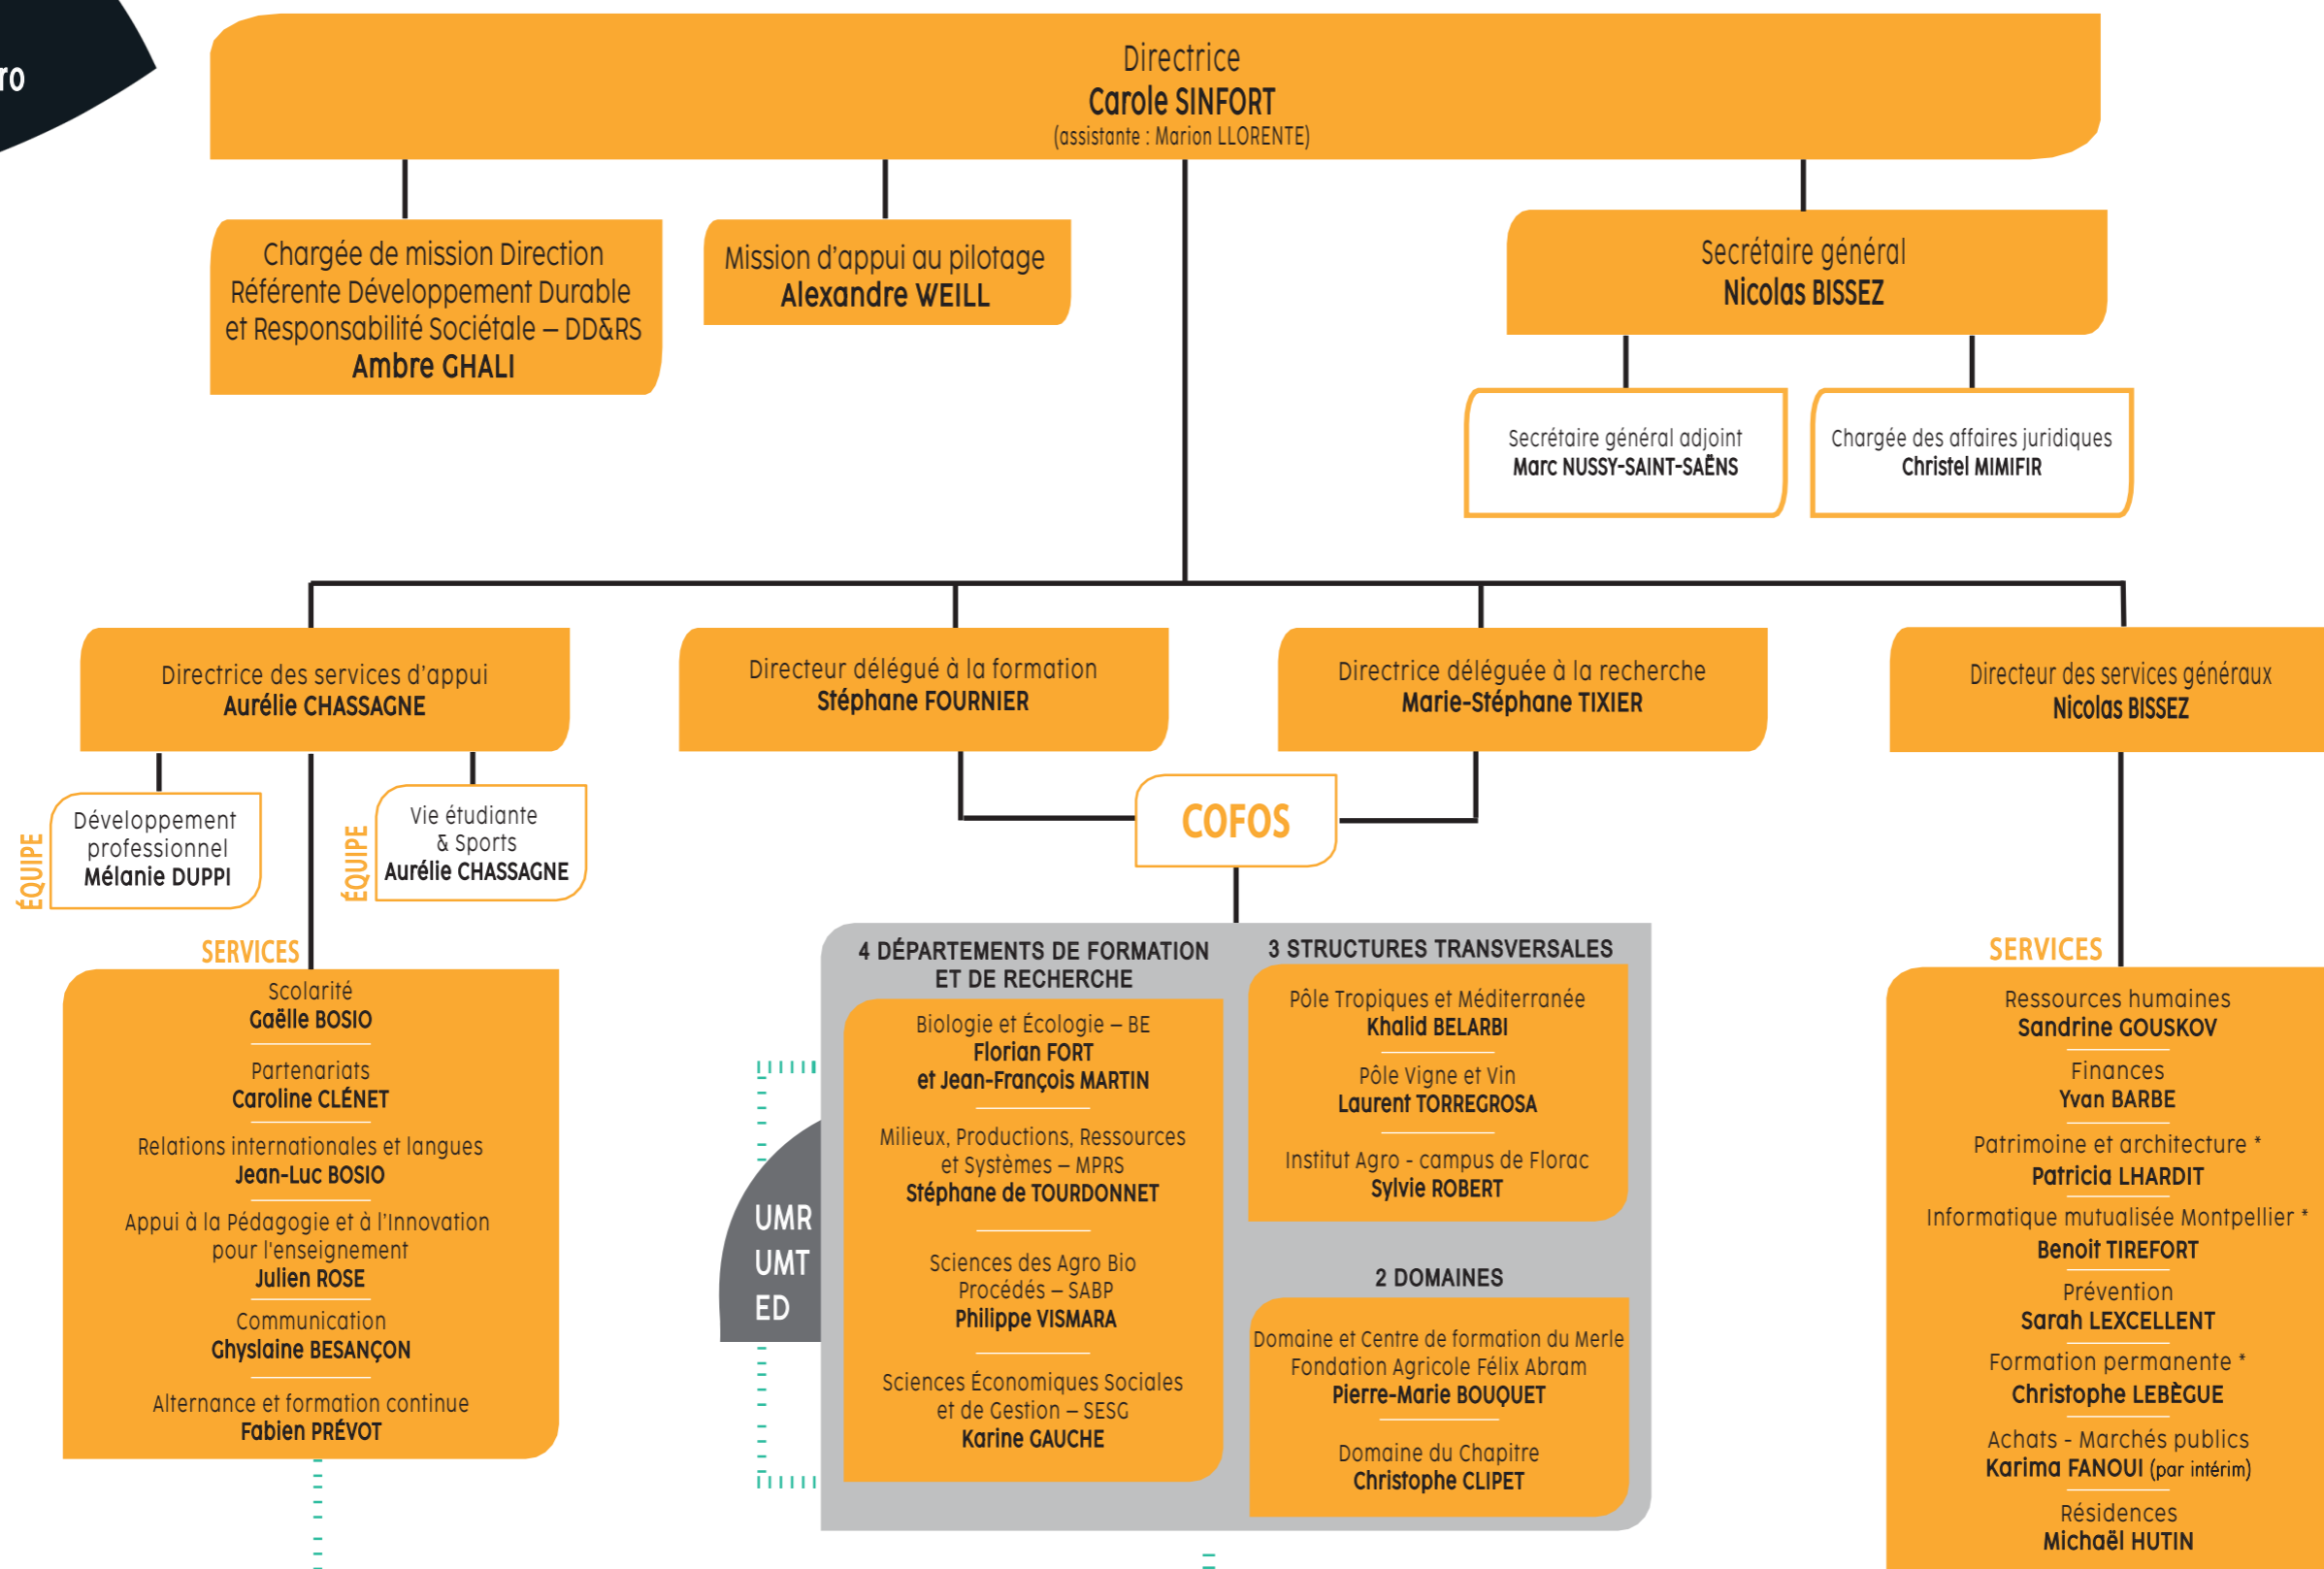 ro
Directrice
Carole SINFORT
(assistante : Marion LLORENTE)
Chargée de mission Direction
Référente Développement Durable
et Responsabilité Sociétale – DD&RS
Ambre GHALI
Mission d’appui au pilotage
Alexandre WEILL
Secrétaire général
Nicolas BISSEZ
Secrétaire général adjoint
Marc NUSSY-SAINT-SAËNS
Chargée des affaires juridiques
Christel MIMIFIR
Directrice des services d’appui
Aurélie CHASSAGNE
Directeur délégué à la formation
Stéphane FOURNIER
Directrice déléguée à la recherche
Marie-Stéphane TIXIER
Directeur des services généraux
Nicolas BISSEZ
ÉQUIPE
Développement
professionnel
Mélanie DUPPI
ÉQUIPE
Vie étudiante
& Sports
Aurélie CHASSAGNE
COFOS
SERVICES
Scolarité
Gaëlle BOSIO
Partenariats
Caroline CLÉNET
Relations internationales et langues
Jean-Luc BOSIO
Appui à la Pédagogie et à l’Innovation
pour l'enseignement
Julien ROSE
Communication
Ghyslaine BESANÇON
Alternance et formation continue
Fabien PRÉVOT
UMR
UMT
ED
4 DÉPARTEMENTS DE FORMATION
ET DE RECHERCHE
Biologie et Écologie – BE
Florian FORT
et Jean-François MARTIN
Milieux, Productions, Ressources
et Systèmes – MPRS
Stéphane de TOURDONNET
Sciences des Agro Bio
Procédés – SABP
Philippe VISMARA
Sciences Économiques Sociales
et de Gestion – SESG
Karine GAUCHE
3 STRUCTURES TRANSVERSALES
Pôle Tropiques et Méditerranée
Khalid BELARBI
Pôle Vigne et Vin
Laurent TORREGROSA
Institut Agro - campus de Florac
Sylvie ROBERT
2 DOMAINES
Domaine et Centre de formation du Merle
Fondation Agricole Félix Abram
Pierre-Marie BOUQUET
Domaine du Chapitre
Christophe CLIPET
SERVICES
Ressources humaines
Sandrine GOUSKOV
Finances
Yvan BARBE
Patrimoine et architecture *
Patricia LHARDIT
Informatique mutualisée Montpellier *
Benoit TIREFORT
Prévention
Sarah LEXCELLENT
Formation permanente *
Christophe LEBÈGUE
Achats - Marchés publics
Karima FANOUI (par intérim)
Résidences
Michaël HUTIN